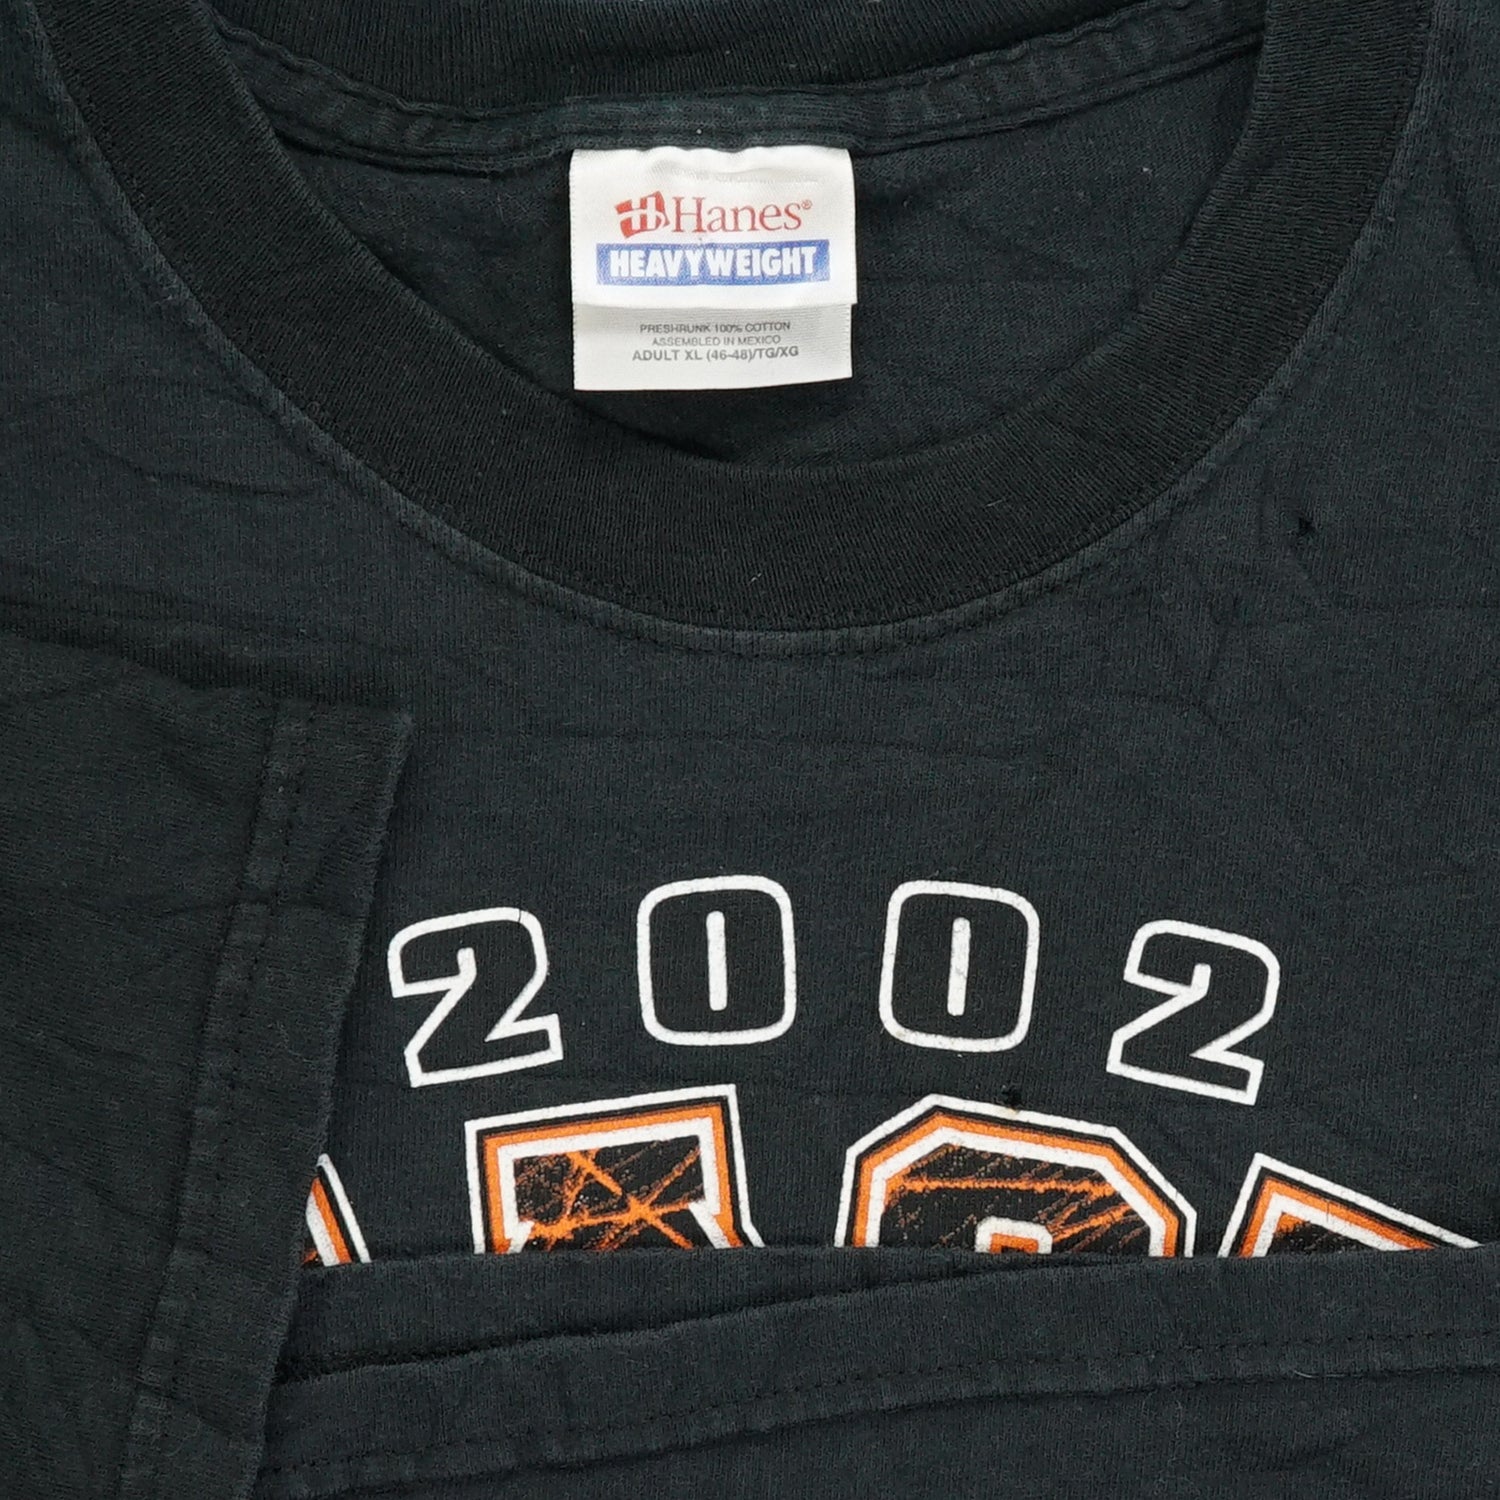 Hanes®
HEAVYWEIGHT
PRESHRUNK 100% COTTON
ASSEMBLED IN MEXICO
ADULT XL (46-48)/TG/XG
2002